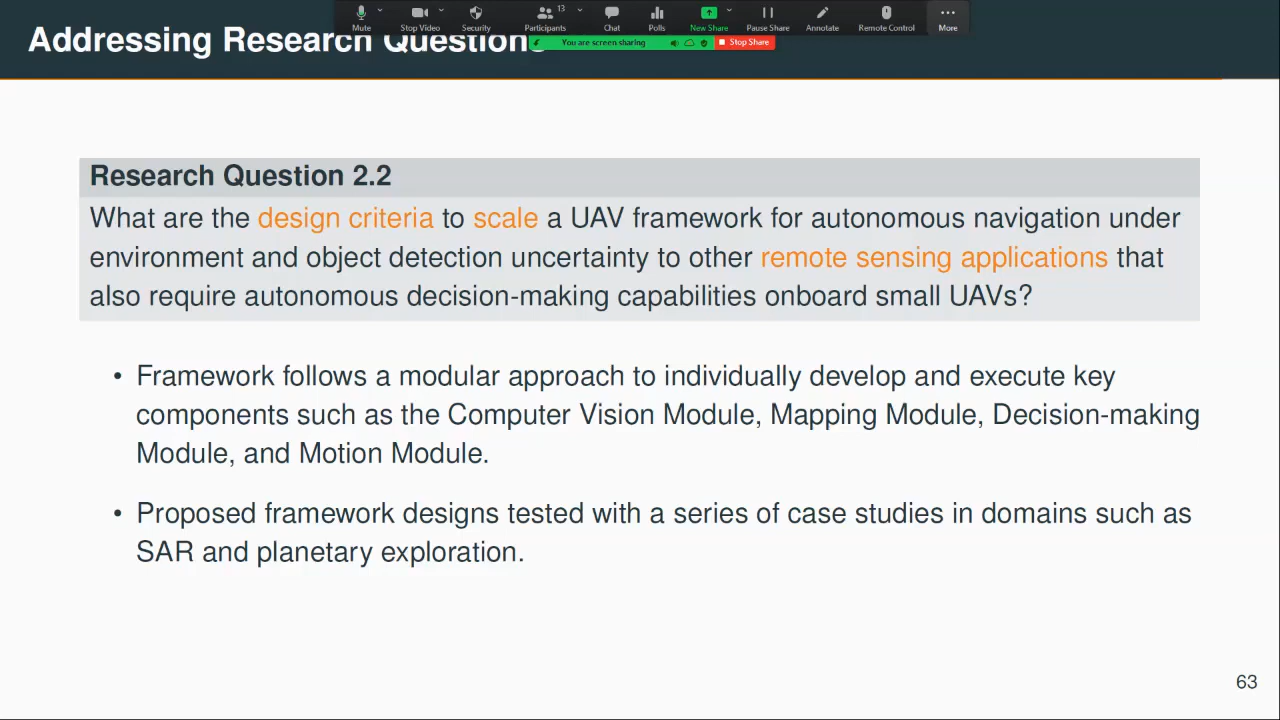 Mute
Stop Video
Security
Participants
13
Chat
Polls
New Share
Pause Share
Annotate
Remote Control
More
You are screen sharing
Stop Share
Addressing Research Questions
Research Question 2.2
What are the design criteria to scale a UAV framework for autonomous navigation under
environment and object detection uncertainty to other remote sensing applications that
also require autonomous decision-making capabilities onboard small UAVs?
• Framework follows a modular approach to individually develop and execute key
components such as the Computer Vision Module, Mapping Module, Decision-making
Module, and Motion Module.
• Proposed framework designs tested with a series of case studies in domains such as
SAR and planetary exploration.
63